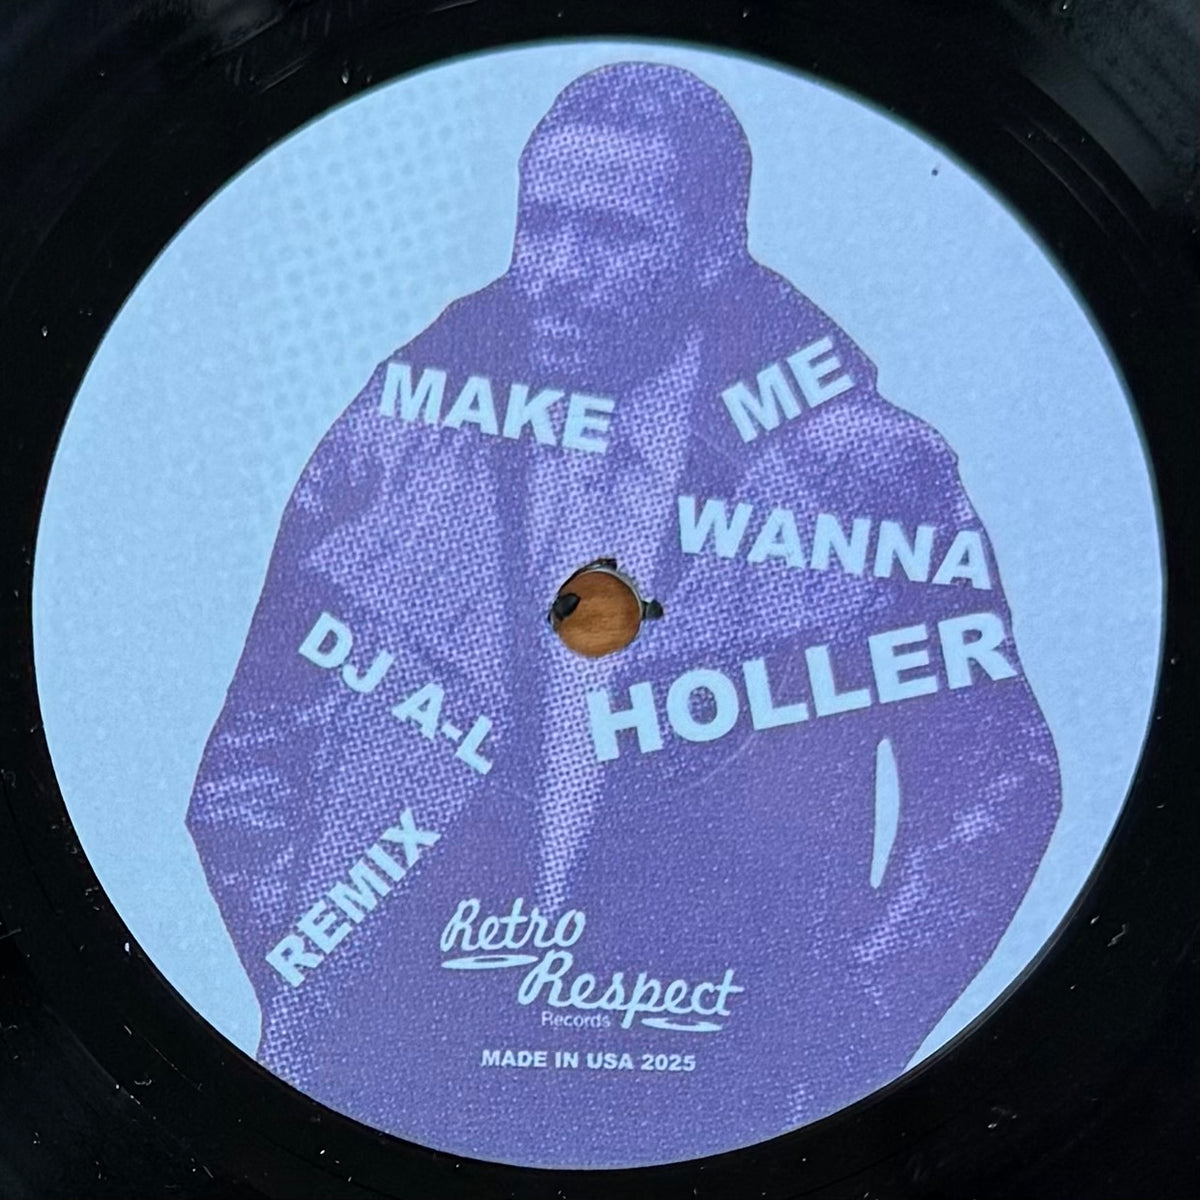 MAKE ME
WANNA
HOLLER
DJ A-L
REMIX
Retro
Respect
Records
MADE IN USA 2025